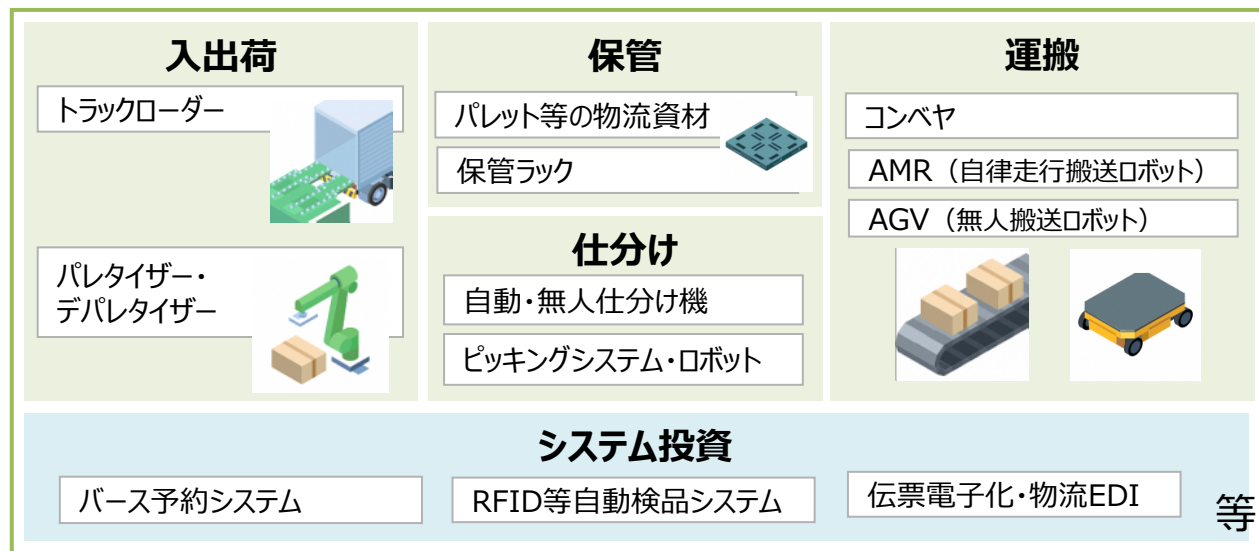 入出荷
トラックローダー
パレタイザー・
デパレタイザー
保管
パレット等の物流資材
保管ラック
仕分け
自動・無人仕分け機
ピッキングシステム・ロボット
運搬
コンベヤ
AMR（自律走行搬送ロボット）
AGV（無人搬送ロボット）
システム投資
バース予約システム
RFID等自動検品システム
伝票電子化・物流EDI
等